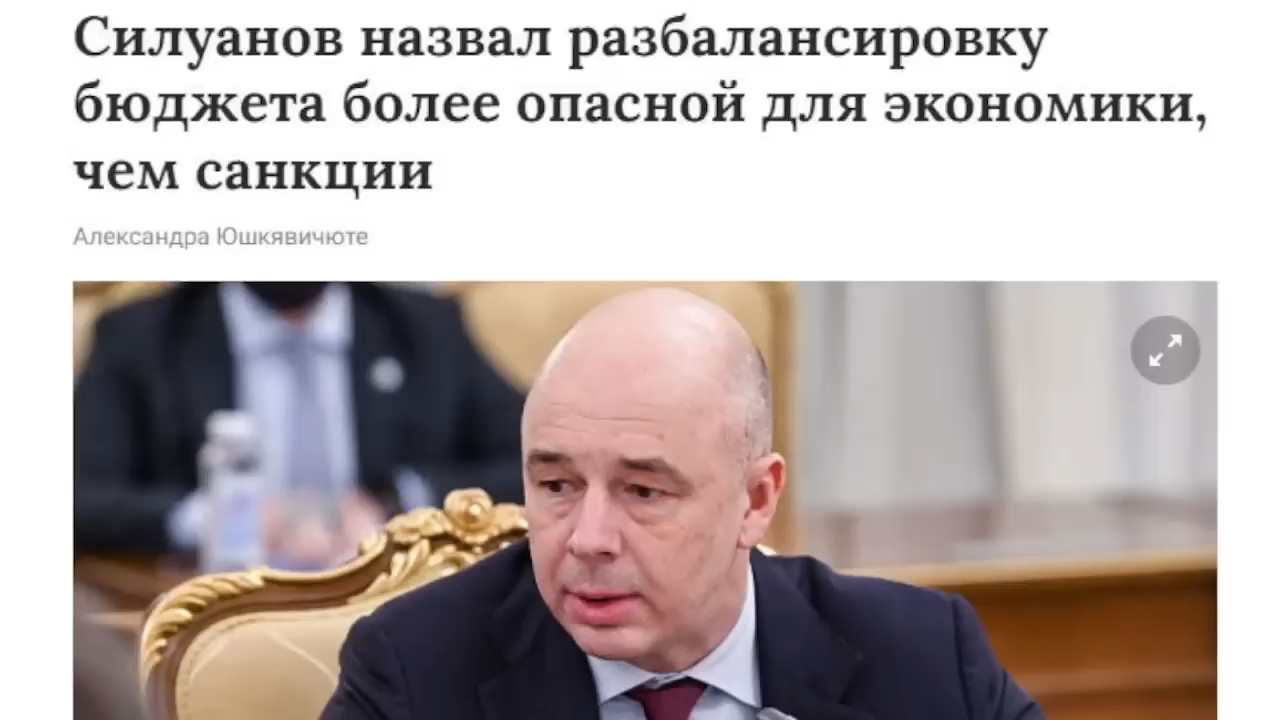 Силуанов назвал разбалансировку
бюджета более опасной для экономики,
чем санкции
Александра Юшкявичюте